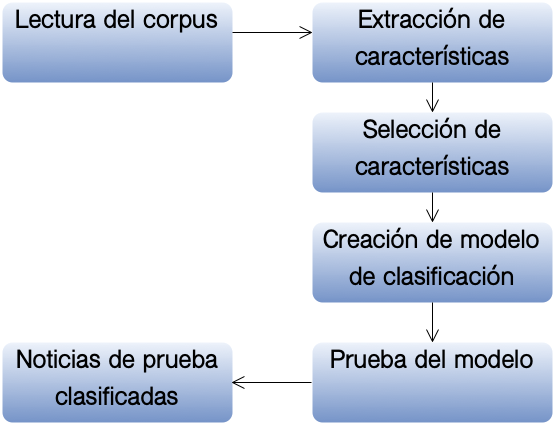 Lectura del corpus
Extracción de
características
Selección de
características
Creación de modelo
de clasificación
Prueba del modelo
Noticias de prueba
clasificadas